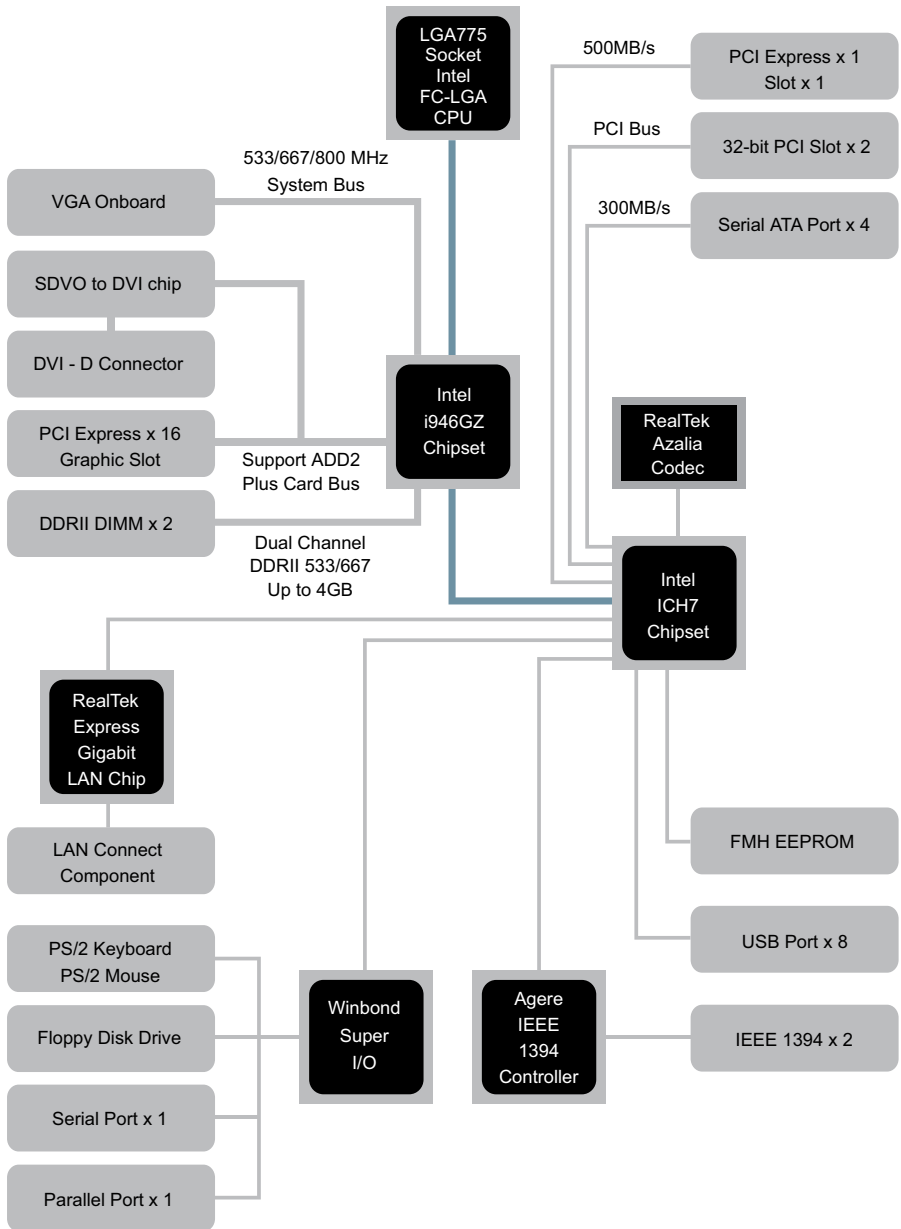 LGA775
Socket
Intel
FC-LGA
CPU
500MB/s
PCI Express x 1
Slot x 1
PCI Bus
32-bit PCI Slot x 2
300MB/s
Serial ATA Port x 4
533/667/800 MHz
System Bus
VGA Onboard
SDVO to DVI chip
DVI - D Connector
PCI Express x 16
Graphic Slot
Support ADD2
Plus Card Bus
DDRII DIMM x 2
Dual Channel
DDRII 533/667
Up to 4GB
Intel
i946GZ
Chipset
RealTek
Azalia
Codec
Intel
ICH7
Chipset
RealTek
Express
Gigabit
LAN Chip
LAN Connect
Component
FMH EEPROM
USB Port x 8
PS/2 Keyboard
PS/2 Mouse
Floppy Disk Drive
Serial Port x 1
Parallel Port x 1
Winbond
Super
I/O
Agere
IEEE
1394
Controller
IEEE 1394 x 2